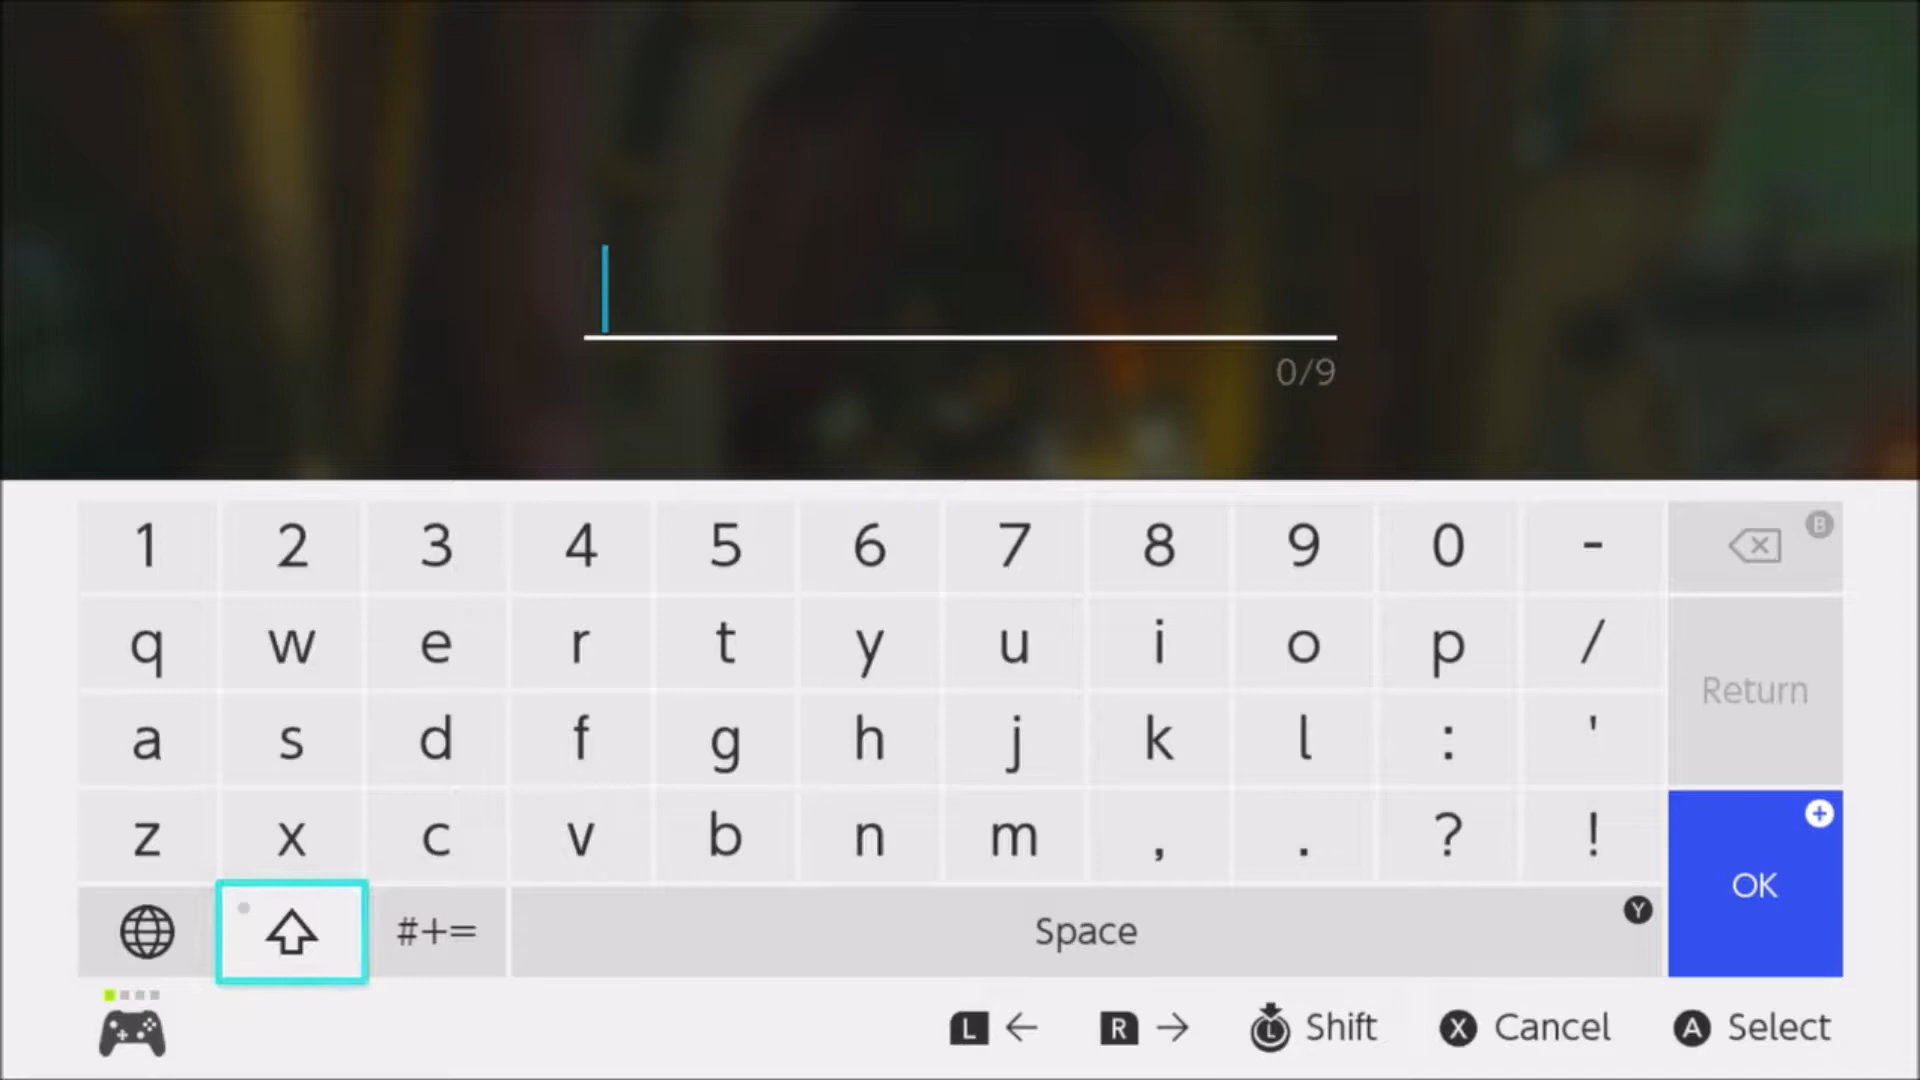 0/9
1 2 3 4 5 6 7 8 9 0 - B
q w e r t y u i o p /
Return
a s d f g h j k l : '
z x c v b n m , . ? ! +
OK
#+= Space Y
L ← R → L Shift X Cancel A Select